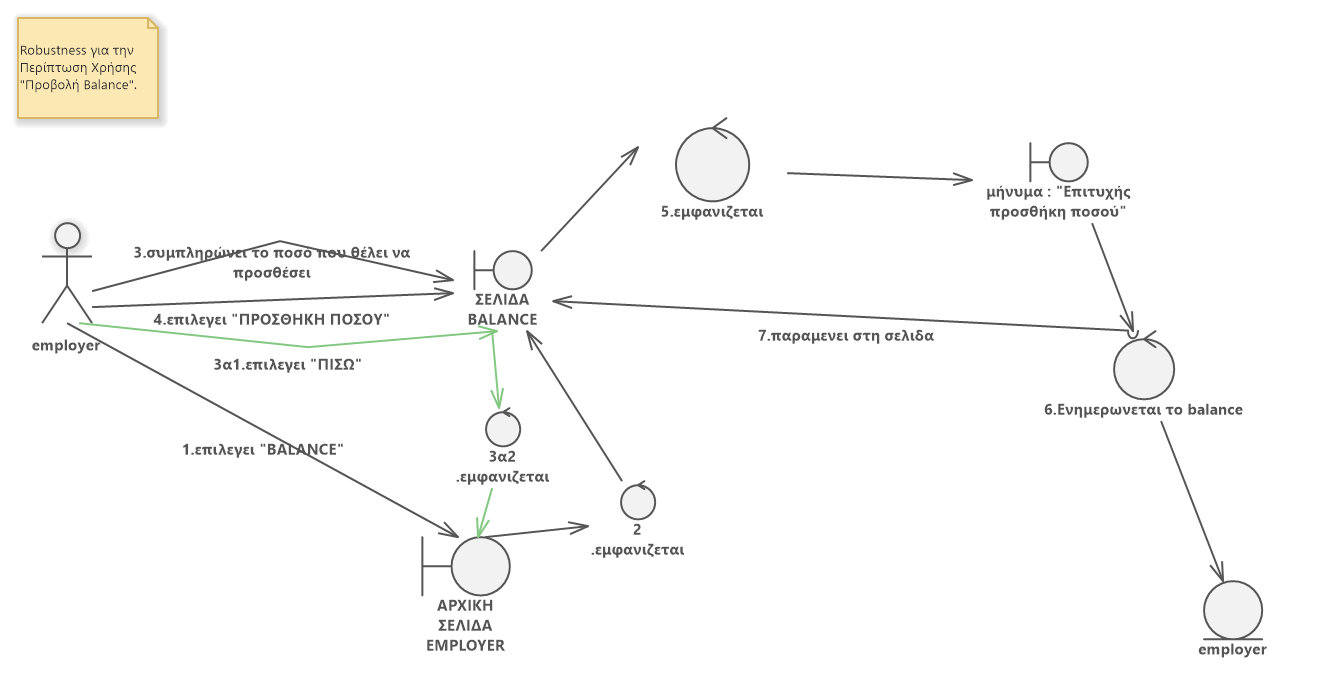 Robustness για την
Περίπτωση Χρήσης
"Προβολή Balance".
5.εμφανιζεται
μήνυμα : "Επιτυχής
προσθήκη ποσού"
3.συμπληρώνει το ποσο που θέλει να
προσθέσει
ΣΕΛΙΔΑ
BALANCE
4.επιλεγει "ΠΡΟΣΘΗΚΗ ΠΟΣΟΥ"
employer
7.παραμενει στη σελιδα
3α1.επιλεγει "ΠΙΣΩ"
6.Ενημερωνεται το balance
1.επιλεγει "BALANCE"
3α2
.εμφανιζεται
2
.εμφανιζεται
ΑΡΧΙΚΗ
ΣΕΛΙΔΑ
EMPLOYER
employer